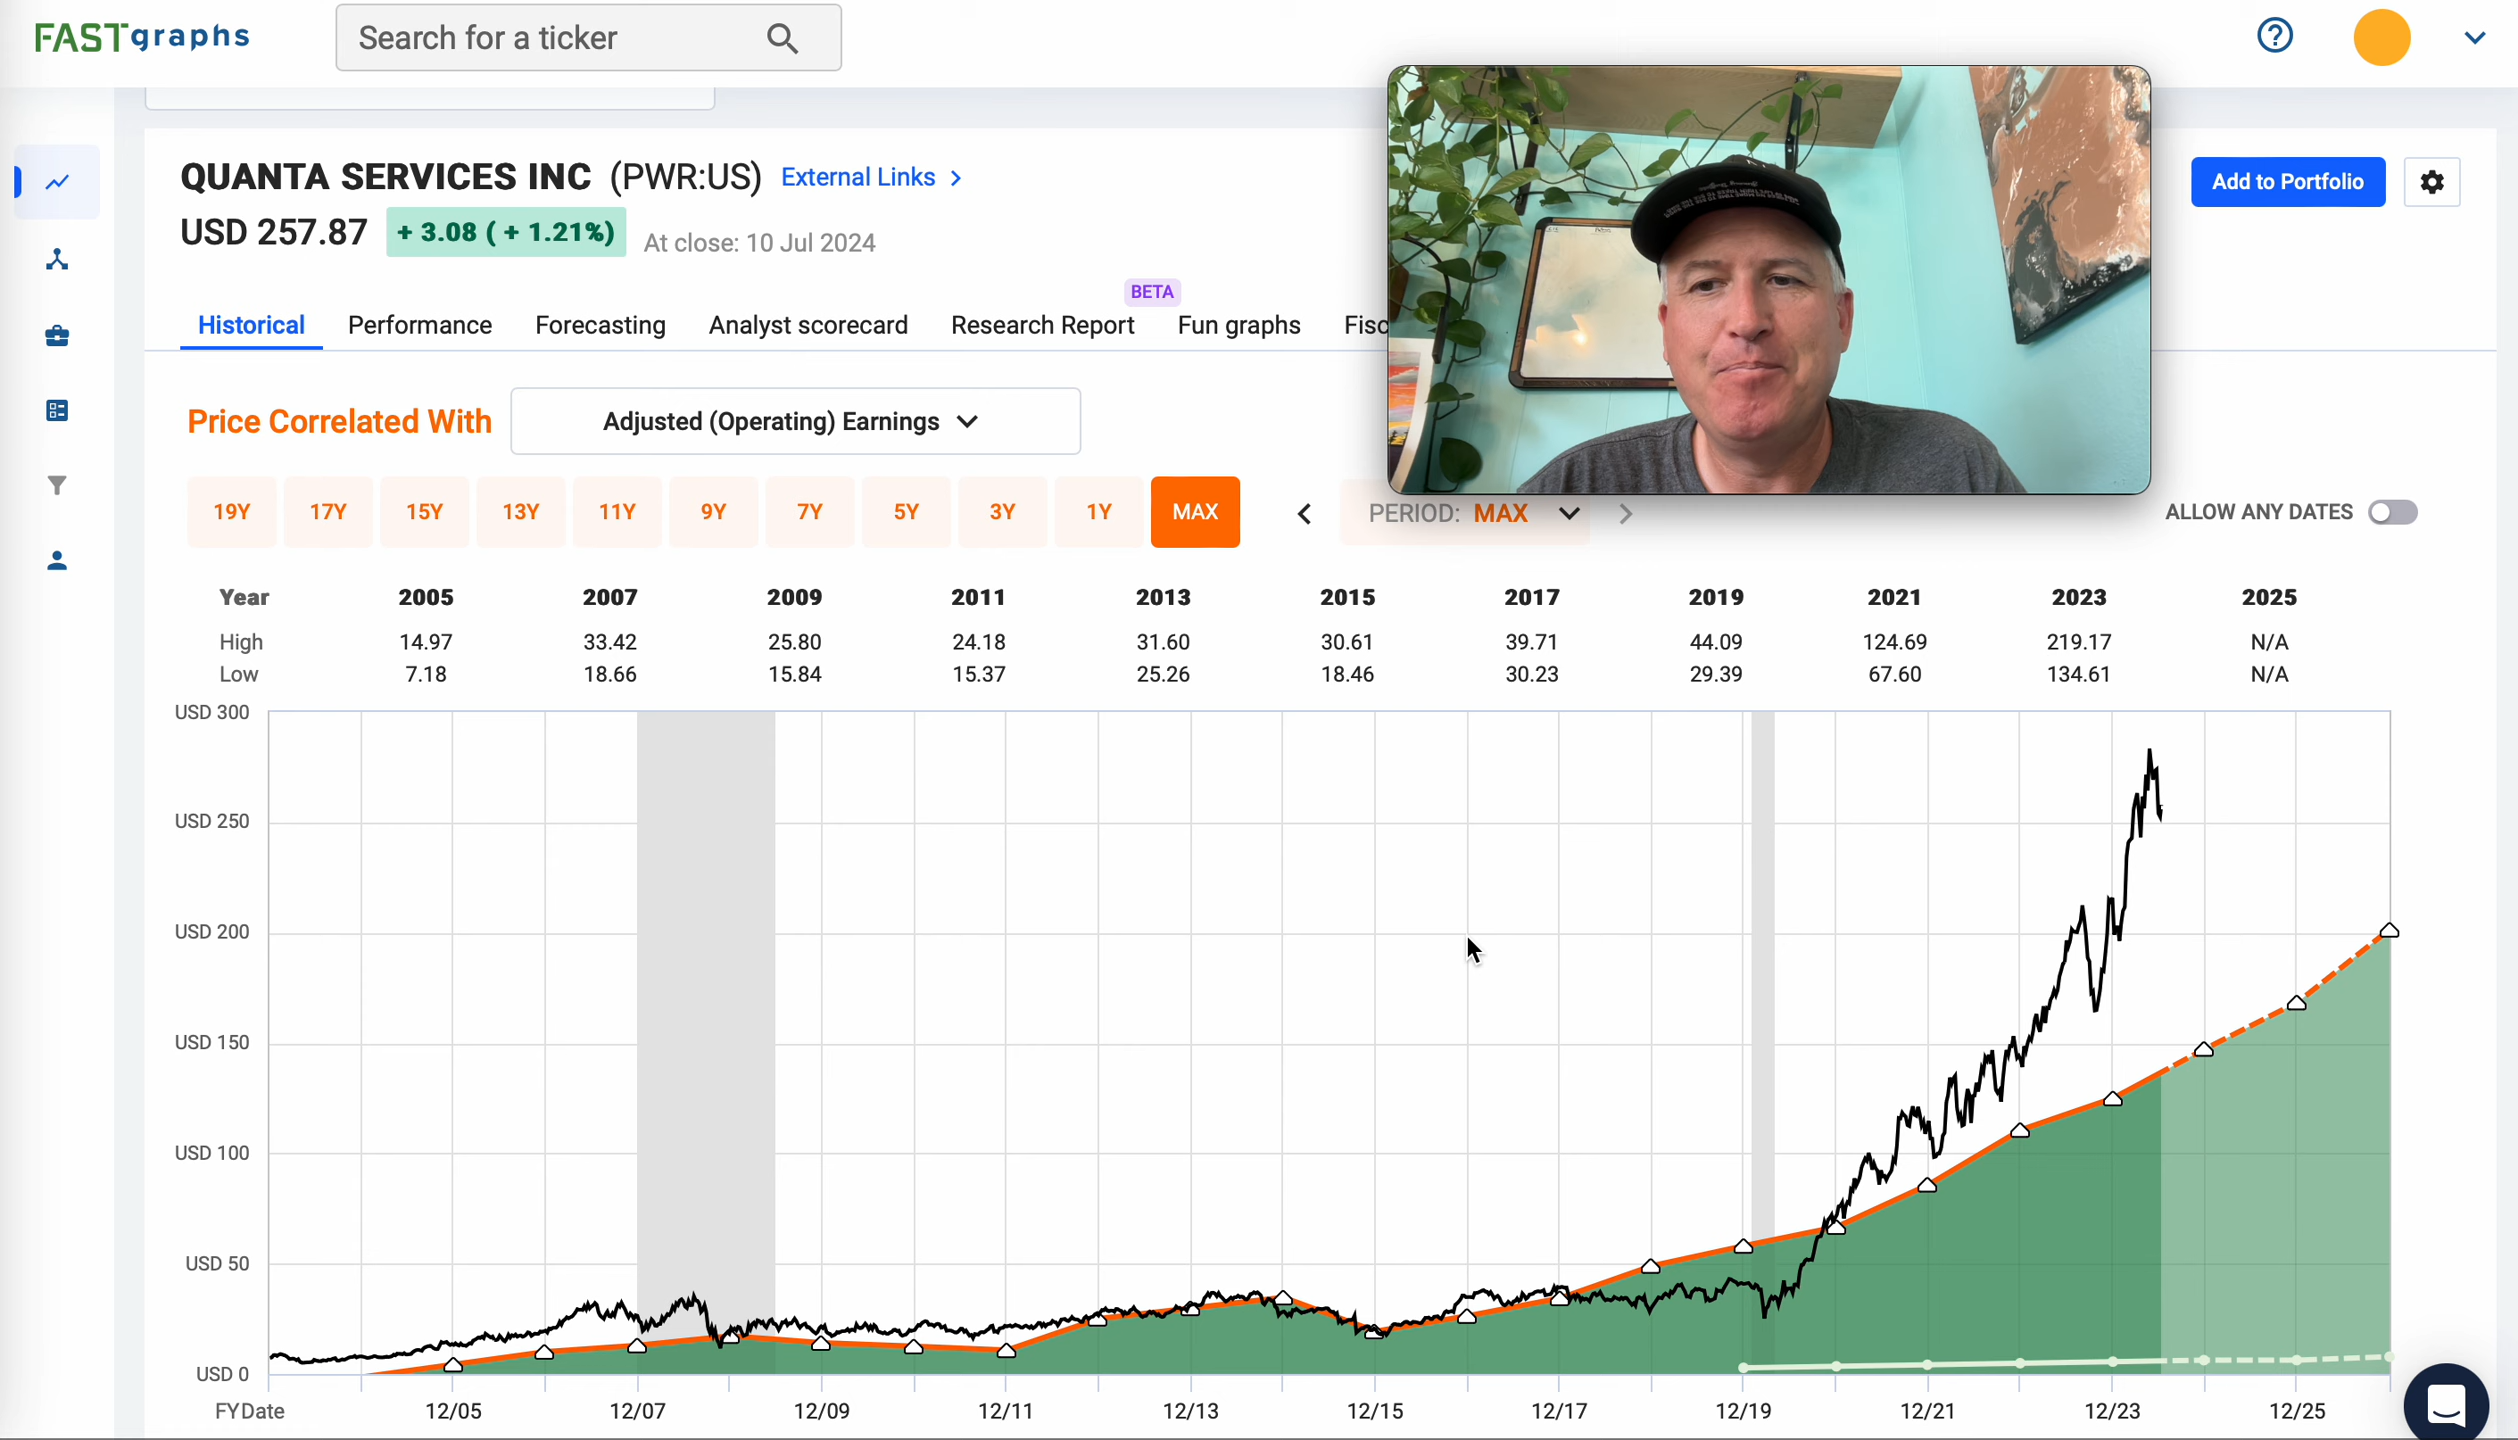 FASTgraphs
Search for a ticker
QUANTA SERVICES INC (PWR:US) External Links >
USD 257.87 + 3.08 ( + 1.21%) At close: 10 Jul 2024
Add to Portfolio
BETA
Historical Performance Forecasting Analyst scorecard Research Report Fun graphs Fisc
Price Correlated With Adjusted (Operating) Earnings
19Y 17Y 15Y 13Y 11Y 9Y 7Y 5Y 3Y 1Y MAX PERIOD: MAX ALLOW ANY DATES
Year 2005 2007 2009 2011 2013 2015 2017 2019 2021 2023 2025
High 14.97 33.42 25.80 24.18 31.60 30.61 39.71 44.09 124.69 219.17 N/A
Low 7.18 18.66 15.84 15.37 25.26 18.46 30.23 29.39 67.60 134.61 N/A
USD 300
USD 250
USD 200
USD 150
USD 100
USD 50
USD 0
FYDate 12/05 12/07 12/09 12/11 12/13 12/15 12/17 12/19 12/21 12/23 12/25